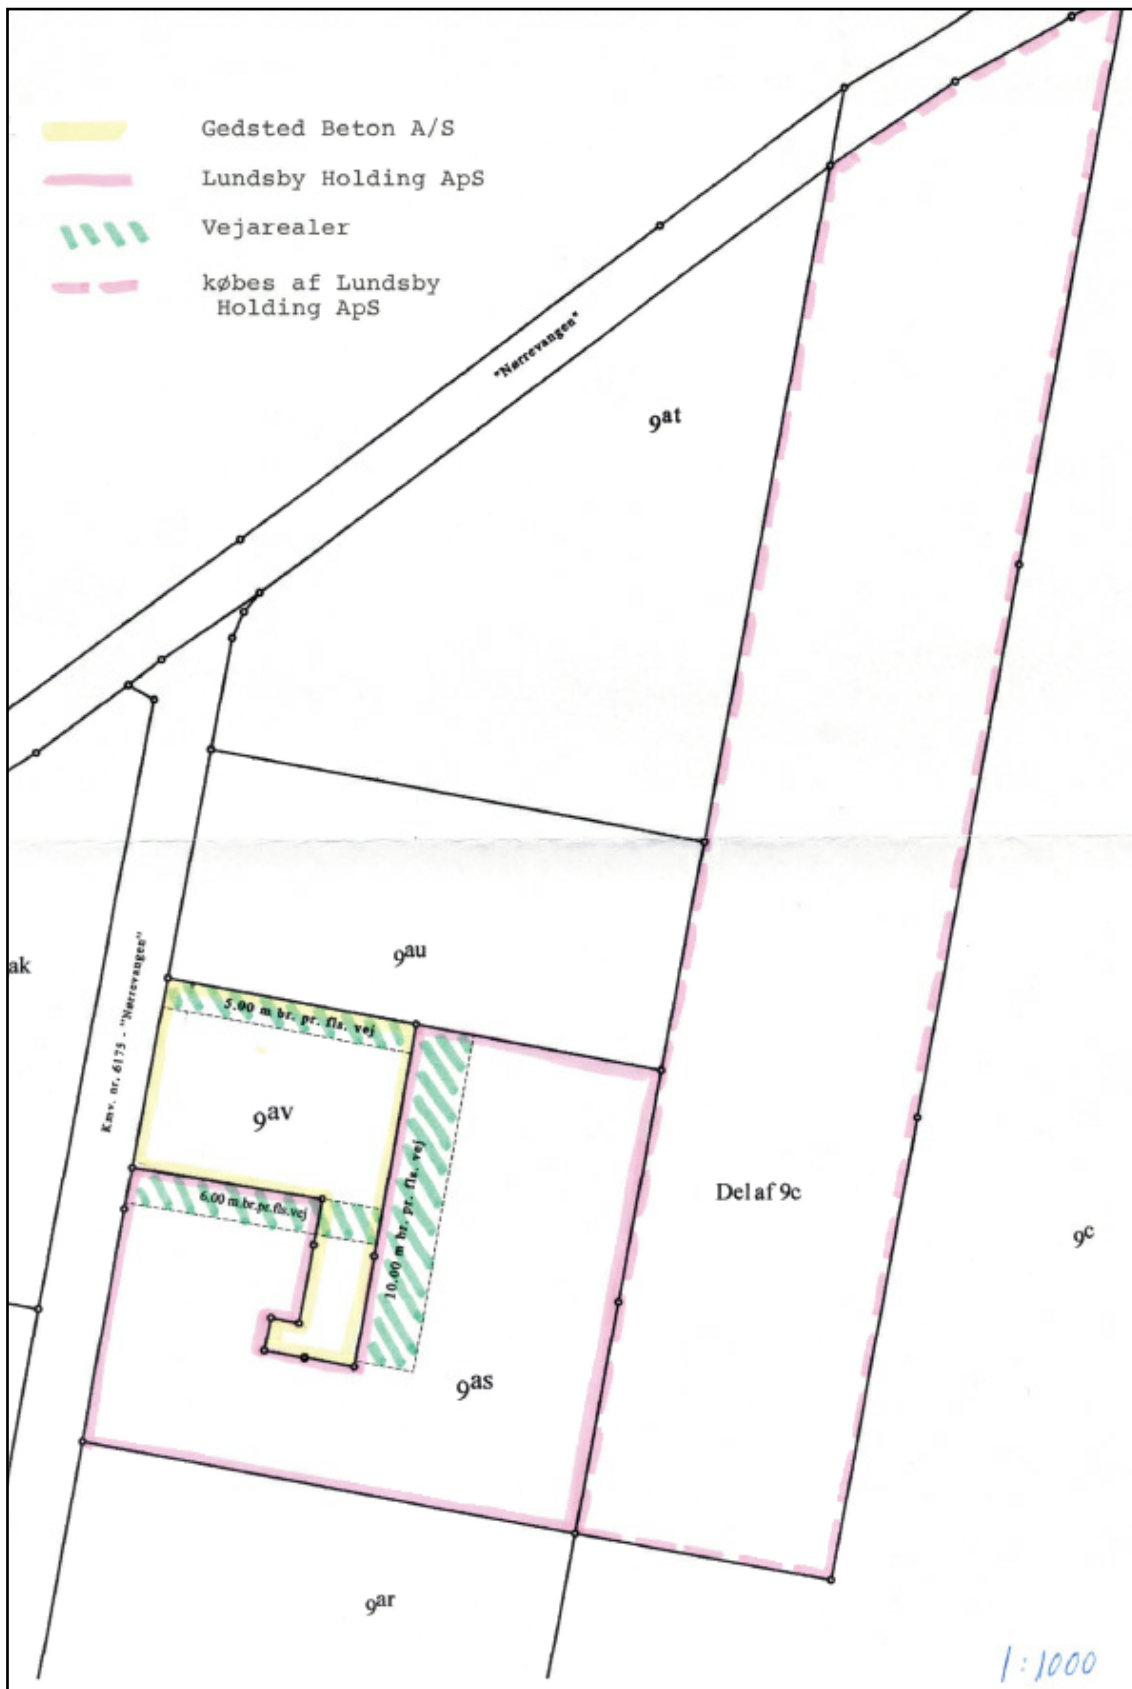 Gedsted Beton A/S
Lundsby Holding ApS
Vejarealer
købes af Lundsby
Holding ApS
"Nørrevangen"
9at
9au
ak
Kmv. nr. 6175 - "Nørrevangen"
5.00 m br. pr. fls. vej
9av
6.00 m br. pr. fls. vej
10.00 m br. pr. fls. vej
Del af 9c
9c
9as
9ar
1:1000